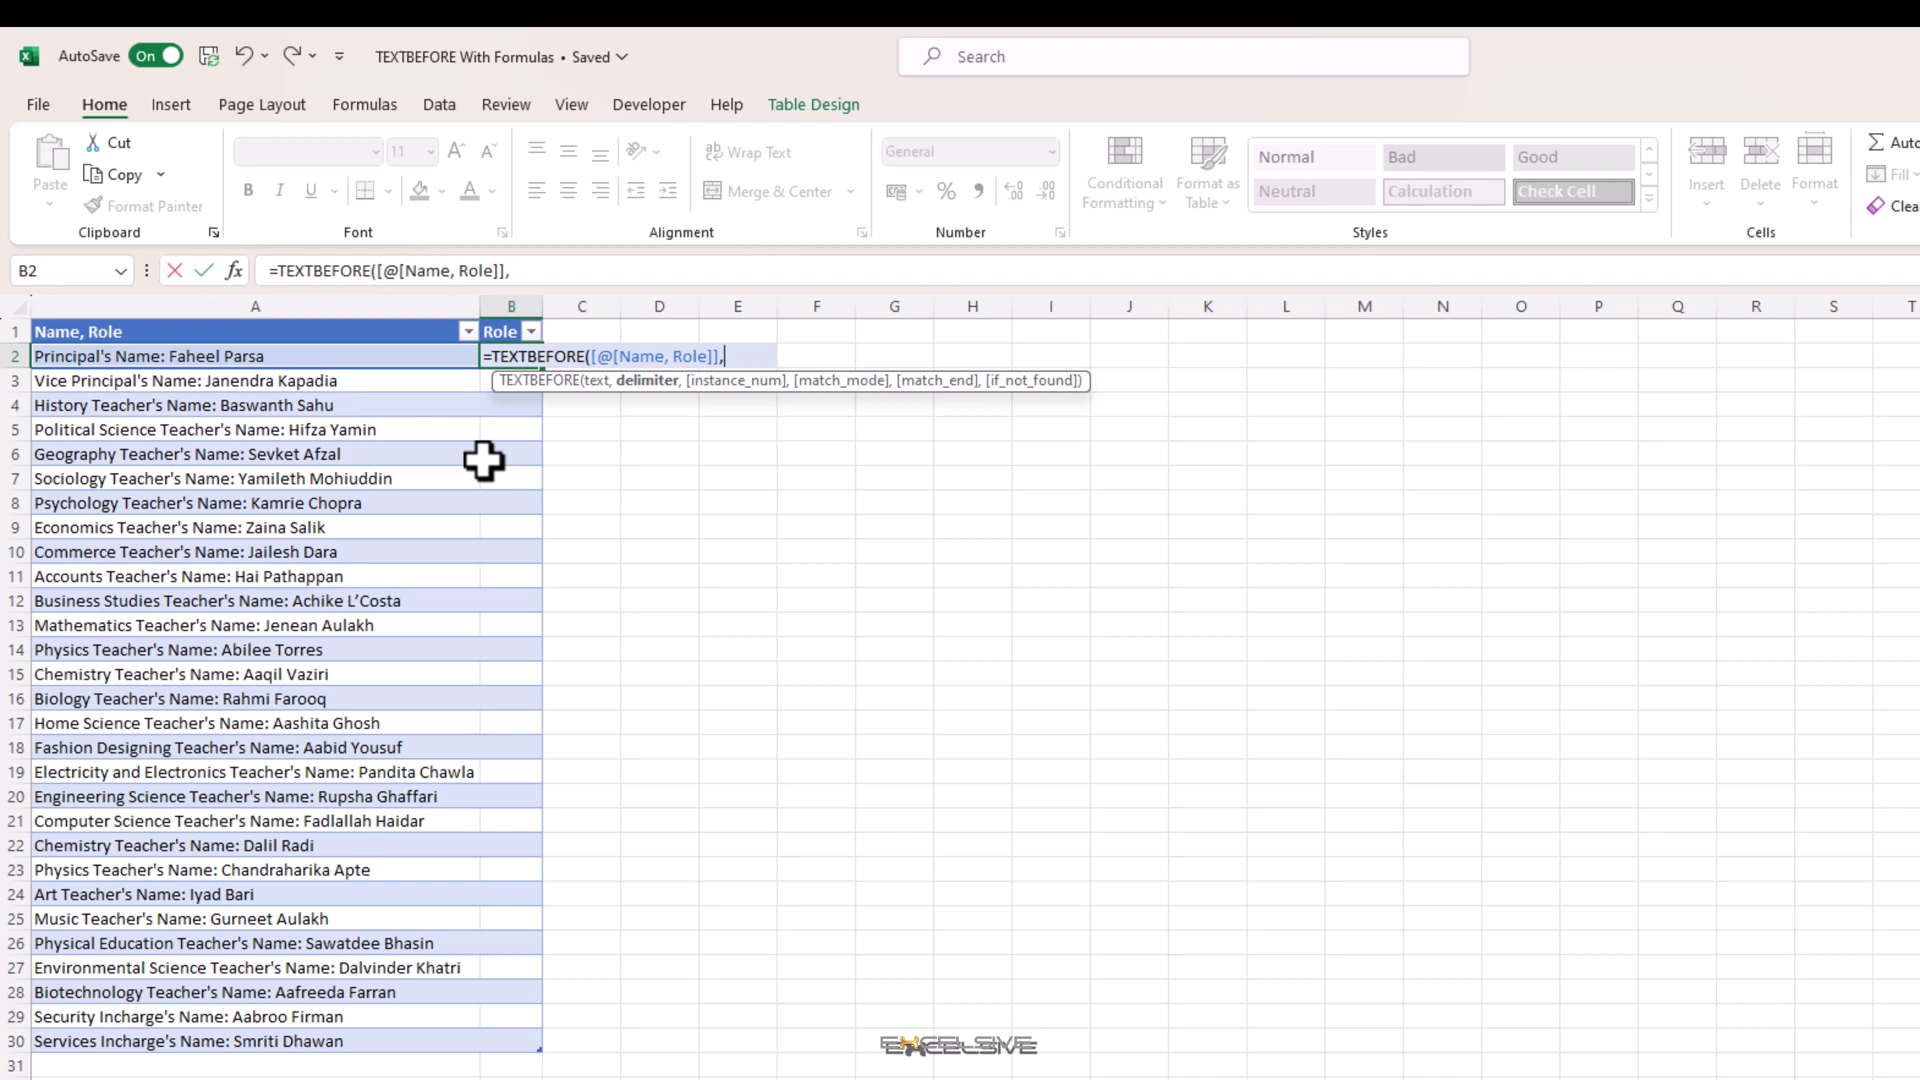 AutoSave On TEXTBEFORE With Formulas • Saved Search
File Home Insert Page Layout Formulas Data Review View Developer Help Table Design
Paste Cut Copy Format Painter Clipboard
11 B I U A Font
ab Wrap Text Merge & Center Alignment
General % Number
Conditional Formatting Format as Table Normal Bad Good Neutral Calculation Check Cell Styles
Insert Delete Format Cells
Auto
Fill
Clea
B2 fx =TEXTBEFORE([@[Name, Role]],
A B C D E F G H I J K L M N O P Q R S T
1 Name, Role Role
2 Principal's Name: Faheel Parsa =TEXTBEFORE([@[Name, Role]],
TEXTBEFORE(text, delimiter, [instance_num], [match_mode], [match_end], [if_not_found])
3 Vice Principal's Name: Janendra Kapadia
4 History Teacher's Name: Baswanth Sahu
5 Political Science Teacher's Name: Hifza Yamin
6 Geography Teacher's Name: Sevket Afzal
7 Sociology Teacher's Name: Yamileth Mohiuddin
8 Psychology Teacher's Name: Kamrie Chopra
9 Economics Teacher's Name: Zaina Salik
10 Commerce Teacher's Name: Jailesh Dara
11 Accounts Teacher's Name: Hai Pathappan
12 Business Studies Teacher's Name: Achike L’Costa
13 Mathematics Teacher's Name: Jenean Aulakh
14 Physics Teacher's Name: Abilee Torres
15 Chemistry Teacher's Name: Aaqil Vaziri
16 Biology Teacher's Name: Rahmi Farooq
17 Home Science Teacher's Name: Aashita Ghosh
18 Fashion Designing Teacher's Name: Aabid Yousuf
19 Electricity and Electronics Teacher's Name: Pandita Chawla
20 Engineering Science Teacher's Name: Rupsha Ghaffari
21 Computer Science Teacher's Name: Fadlallah Haidar
22 Chemistry Teacher's Name: Dalil Radi
23 Physics Teacher's Name: Chandraharika Apte
24 Art Teacher's Name: Iyad Bari
25 Music Teacher's Name: Gurneet Aulakh
26 Physical Education Teacher's Name: Sawatdee Bhasin
27 Environmental Science Teacher's Name: Dalvinder Khatri
28 Biotechnology Teacher's Name: Aafreeda Farran
29 Security Incharge's Name: Aabroo Firman
30 Services Incharge's Name: Smriti Dhawan
31
EXCELSIVE